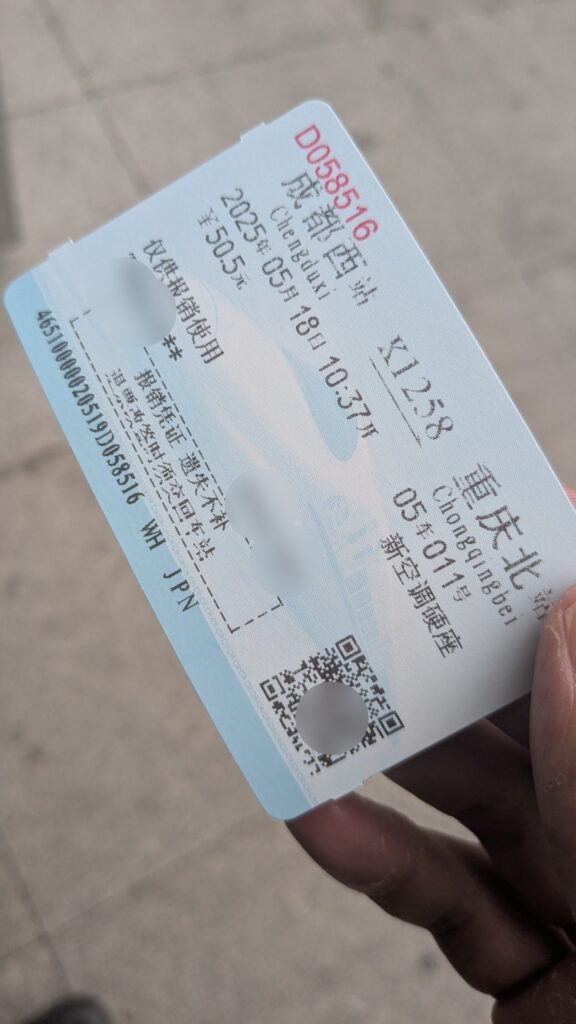 D058516
成都西站 K1258 重庆北站
Chengduxi Chongqingbei
2025年05月18日 10:37开 05车011号
￥50.5元 新空调硬座
仅供报销使用
**
报销凭证 遗失不补
退票改签时须交回车站
4651000020519D058516 WH JPN